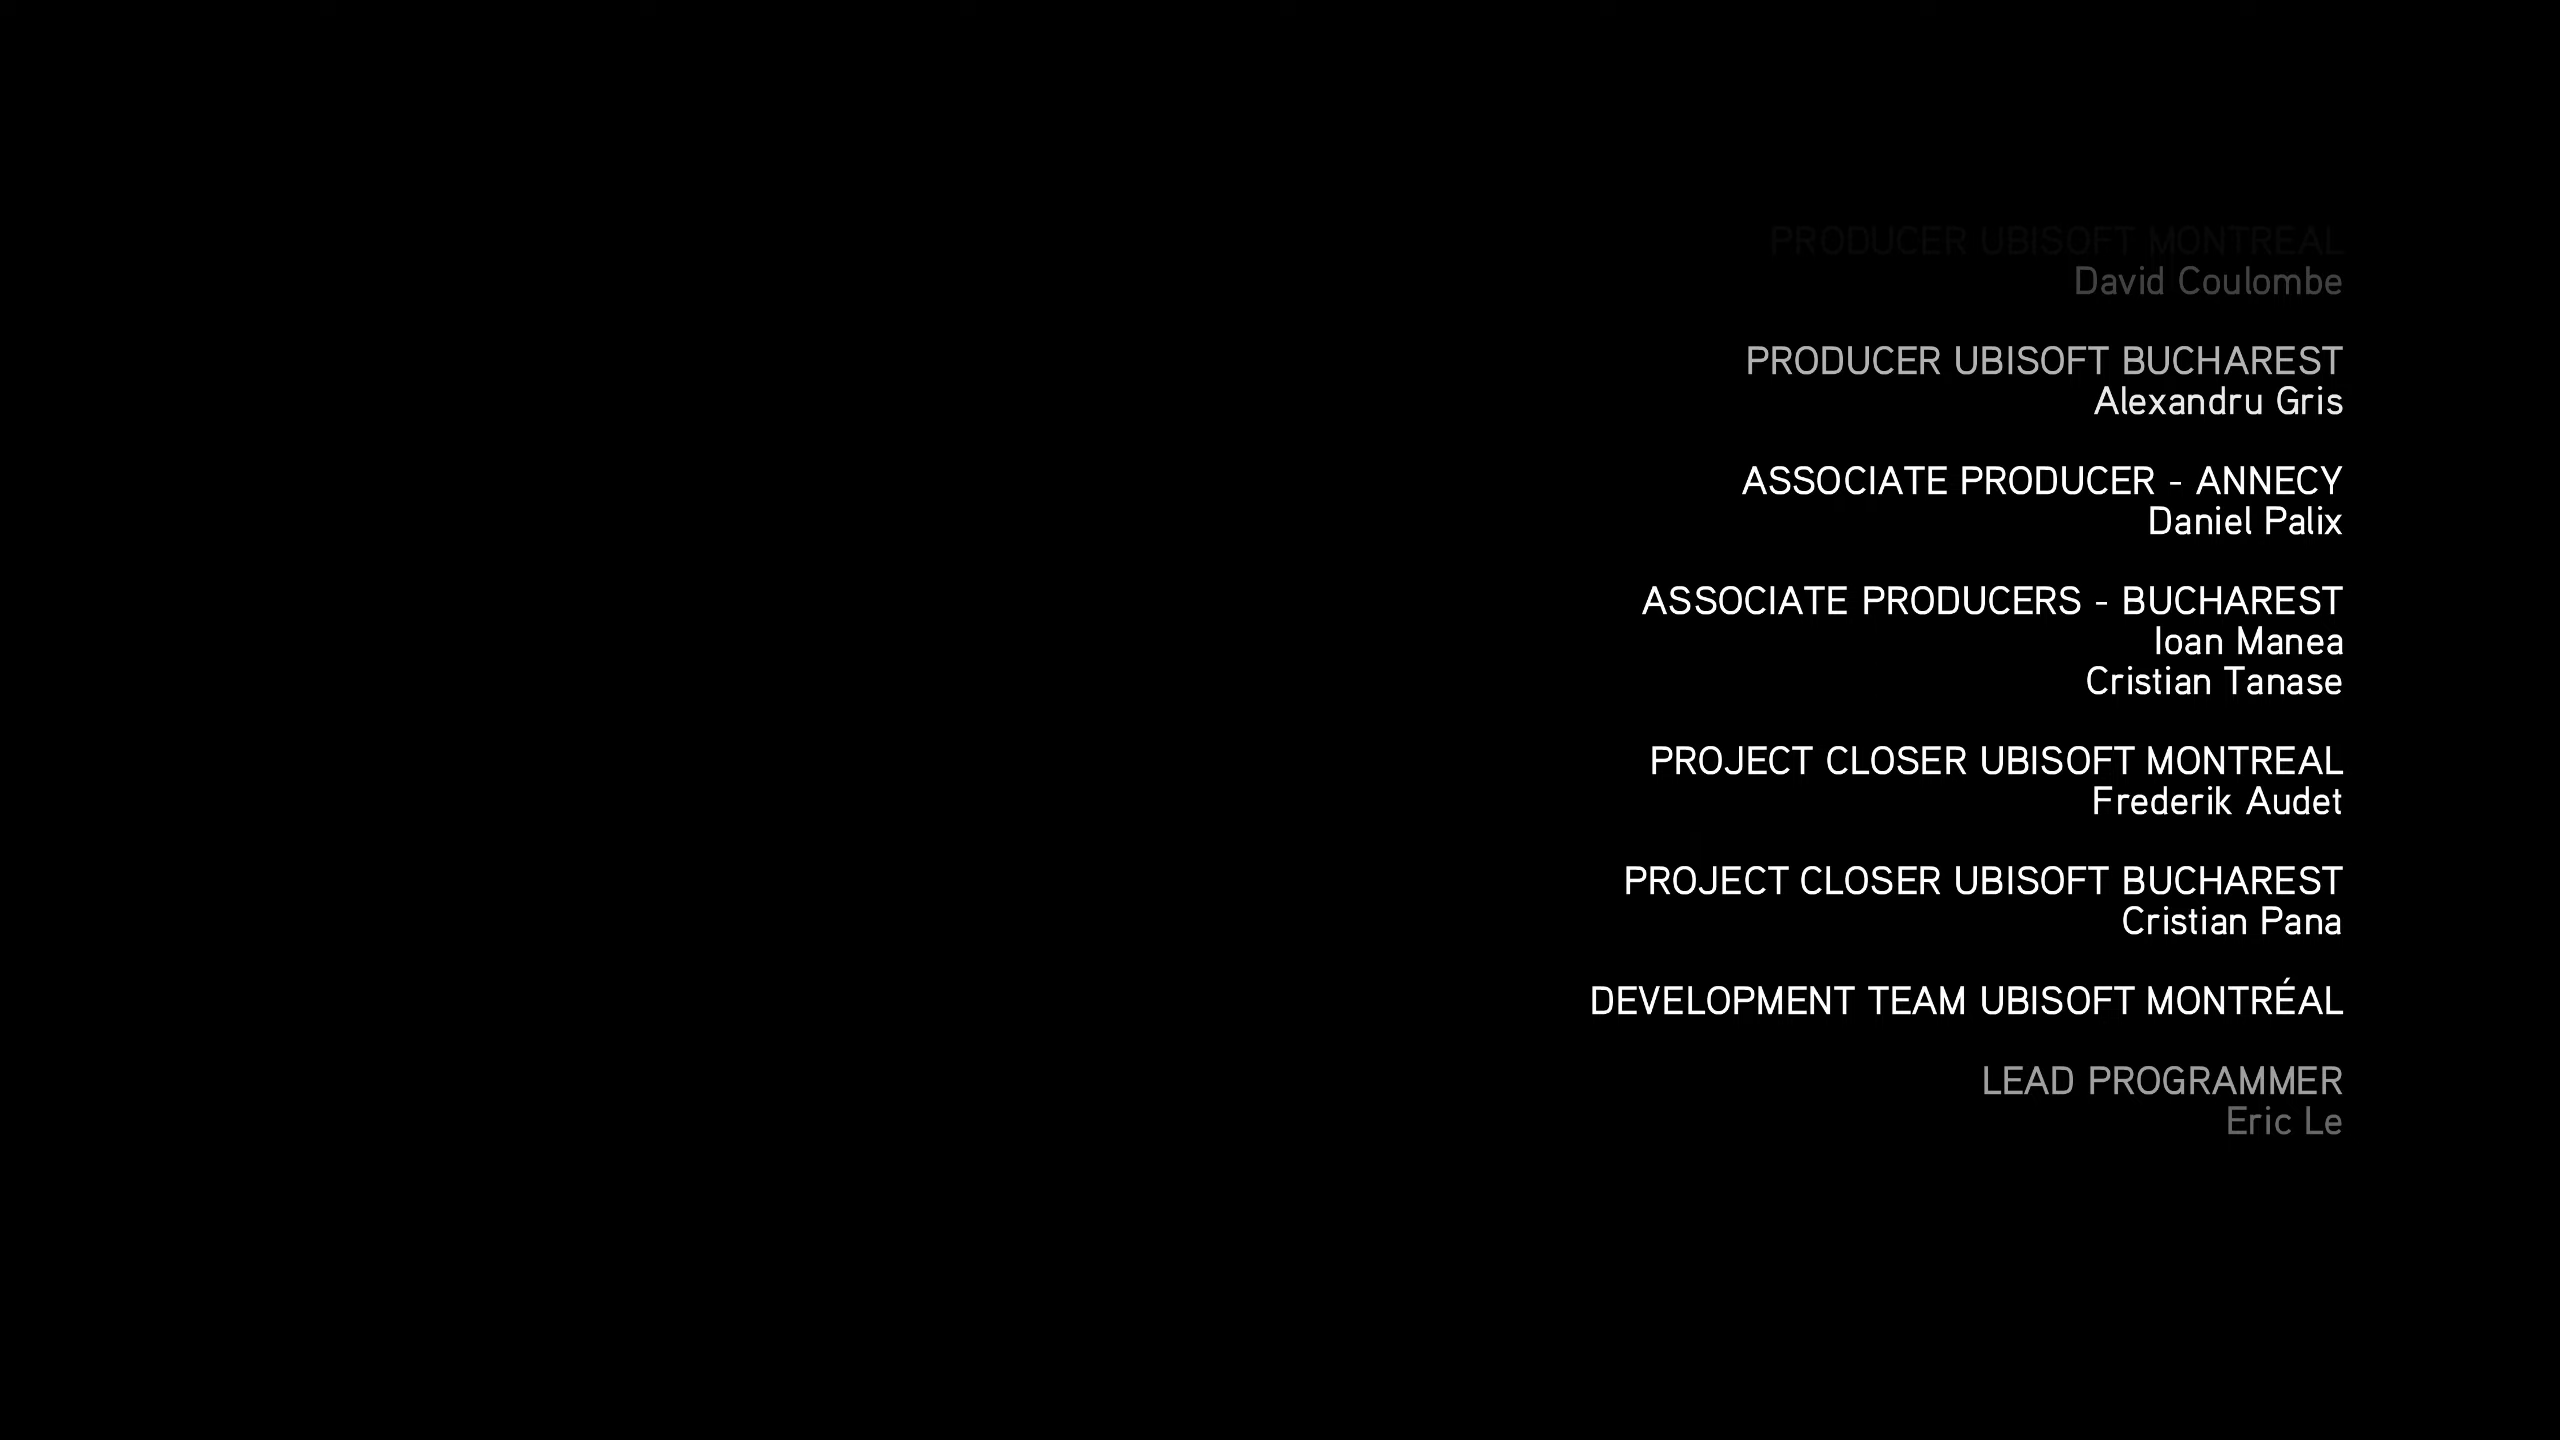 PRODUCER UBISOFT MONTREAL
David Coulombe
PRODUCER UBISOFT BUCHAREST
Alexandru Gris
ASSOCIATE PRODUCER - ANNECY
Daniel Palix
ASSOCIATE PRODUCERS - BUCHAREST
Ioan Manea
Cristian Tanase
PROJECT CLOSER UBISOFT MONTREAL
Frederik Audet
PROJECT CLOSER UBISOFT BUCHAREST
Cristian Pana
DEVELOPMENT TEAM UBISOFT MONTRÉAL
LEAD PROGRAMMER
Eric Le